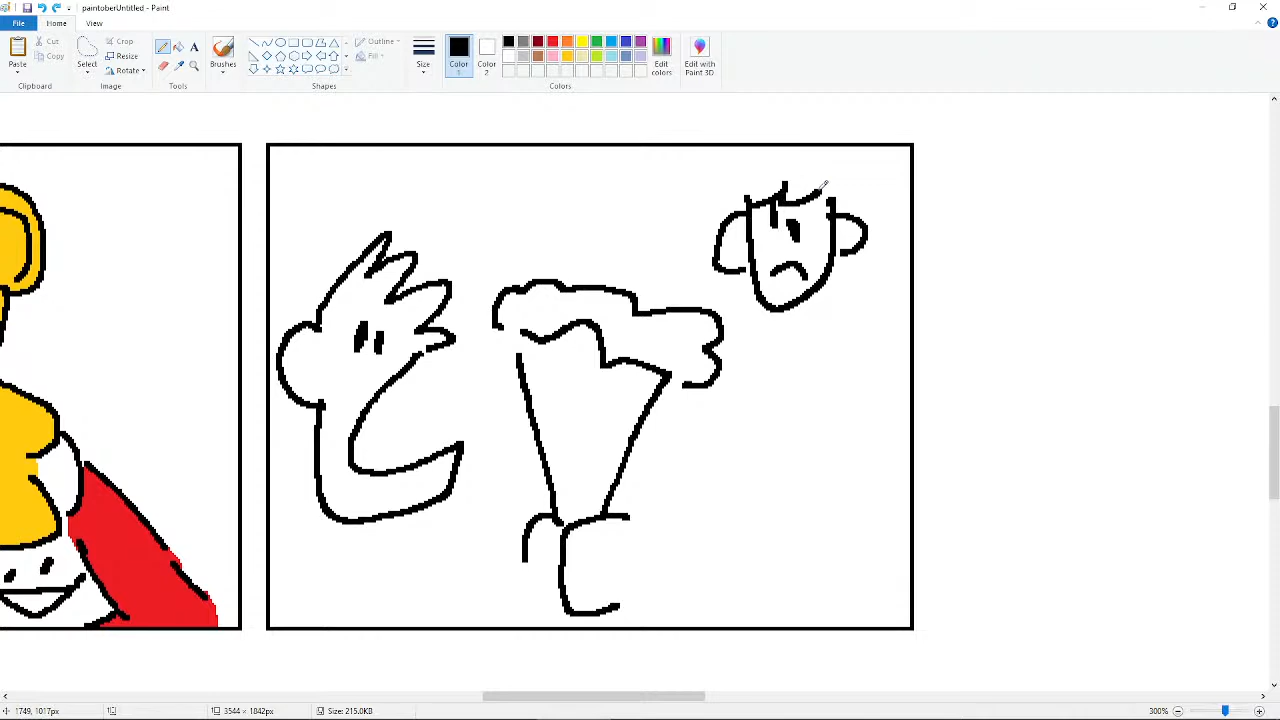 paintoberUntitled - Paint
File Home View
Paste Cut Copy Clipboard
Select Crop Resize Rotate Image
A Tools
Brushes
Outline Fill Shapes
Size
Color 1
Color 2
Edit colors
Colors
Edit with Paint 3D
1749, 1017px 3544 × 1842px Size: 215.0KB 300%